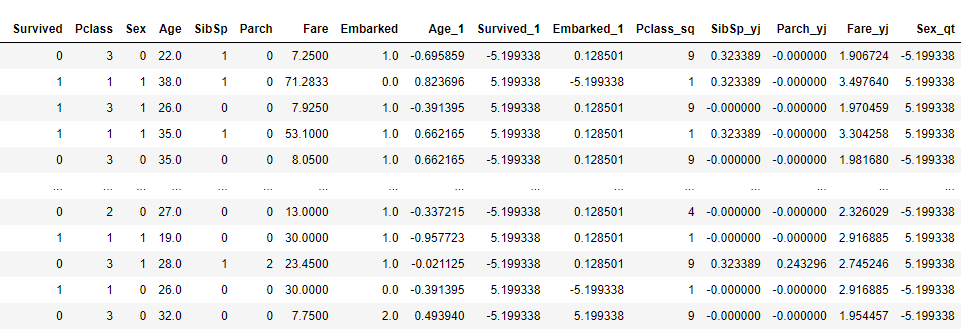 Survived Pclass Sex Age SibSp Parch Fare Embarked Age_1 Survived_1 Embarked_1 Pclass_sq SibSp_yj Parch_yj Fare_yj Sex_qt
0 3 0 22.0 1 0 7.2500 1.0 -0.695859 -5.199338 0.128501 9 0.323389 -0.000000 1.906724 -5.199338
1 1 1 38.0 1 0 71.2833 0.0 0.823696 5.199338 -5.199338 1 0.323389 -0.000000 3.497640 5.199338
1 3 1 26.0 0 0 7.9250 1.0 -0.391395 5.199338 0.128501 9 -0.000000 -0.000000 1.970459 5.199338
1 1 1 35.0 1 0 53.1000 1.0 0.662165 5.199338 0.128501 1 0.323389 -0.000000 3.304258 5.199338
0 3 0 35.0 0 0 8.0500 1.0 0.662165 -5.199338 0.128501 9 -0.000000 -0.000000 1.981680 -5.199338
... ... ... ... ... ... ... ... ... ... ... ... ... ... ... ...
0 2 0 27.0 0 0 13.0000 1.0 -0.337215 -5.199338 0.128501 4 -0.000000 -0.000000 2.326029 -5.199338
1 1 1 19.0 0 0 30.0000 1.0 -0.957723 5.199338 0.128501 1 -0.000000 -0.000000 2.916885 5.199338
0 3 1 28.0 1 2 23.4500 1.0 -0.021125 -5.199338 0.128501 9 0.323389 0.243296 2.745246 5.199338
1 1 0 26.0 0 0 30.0000 0.0 -0.391395 5.199338 -5.199338 1 -0.000000 -0.000000 2.916885 -5.199338
0 3 0 32.0 0 0 7.7500 2.0 0.493940 -5.199338 5.199338 9 -0.000000 -0.000000 1.954457 -5.199338